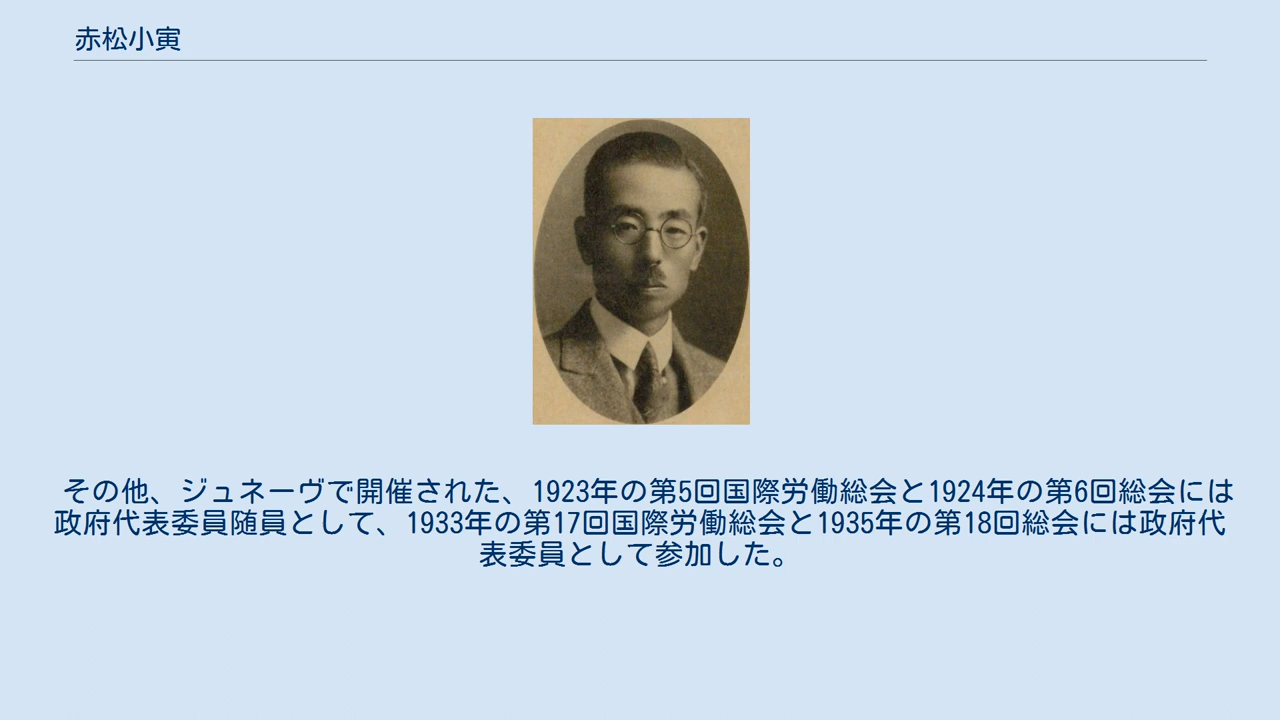 赤松小寅
その他、ジュネーヴで開催された、1923年の第5回国際労働総会と1924年の第6回総会には
政府代表委員随員として、1933年の第17回国際労働総会と1935年の第18回総会には政府代
表委員として参加した。